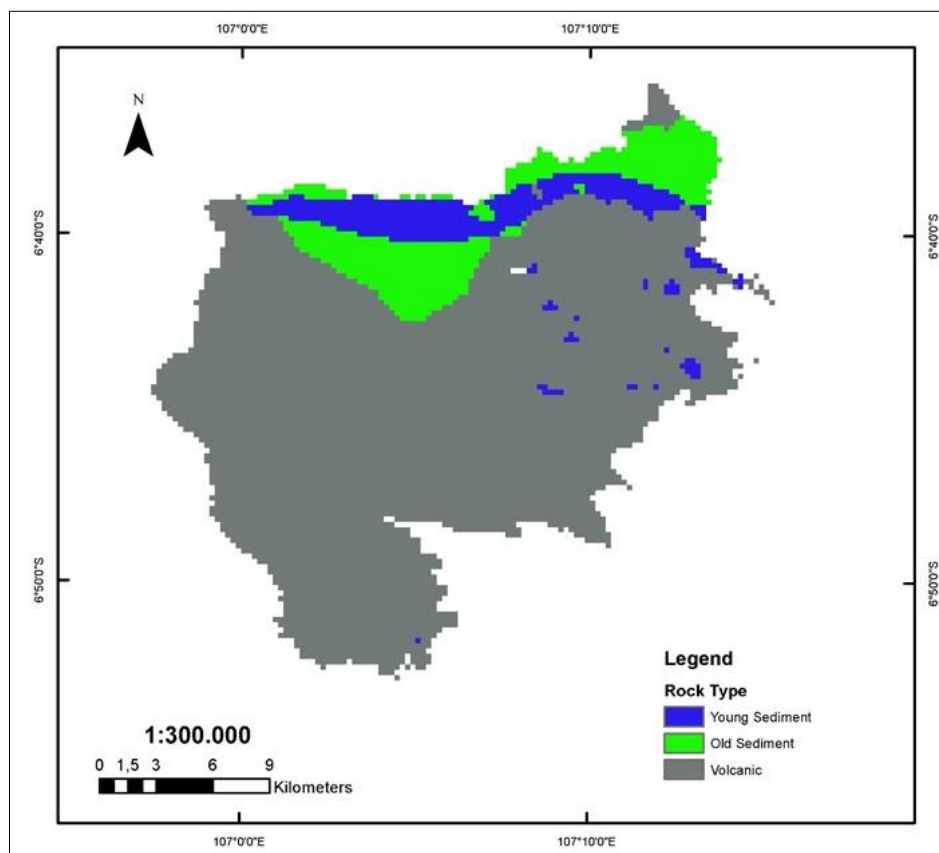 107°0'0"E
107°10'0"E
N
6°40'0"S
6°40'0"S
6°50'0"S
6°50'0"S
Legend
Rock Type
Young Sediment
Old Sediment
Volcanic
1:300.000
0 1,5 3 6 9
Kilometers
107°0'0"E
107°10'0"E